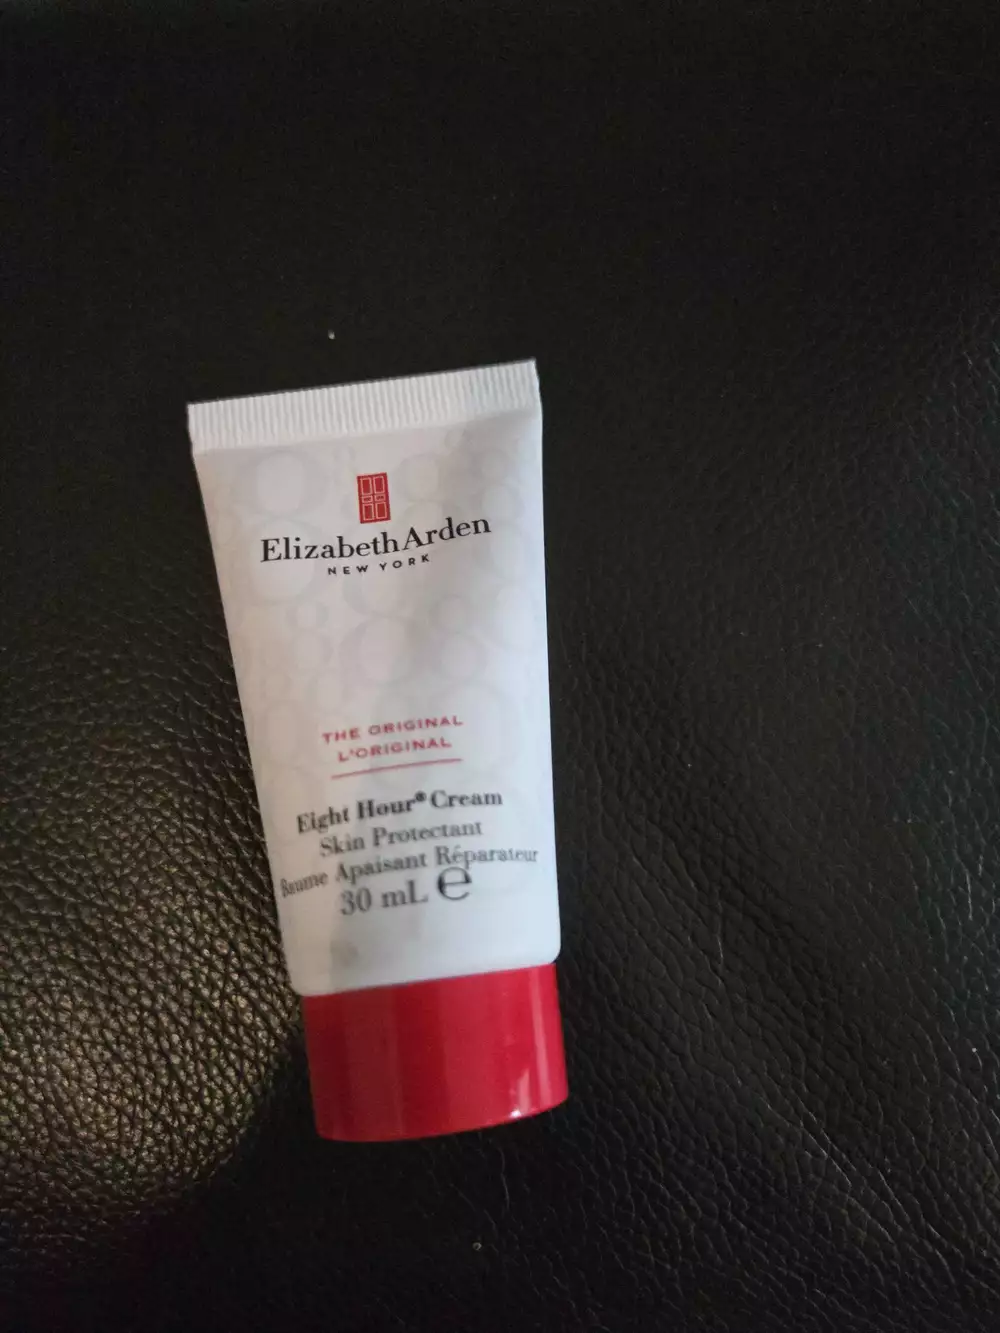 ElizabethArden
NEW YORK
THE ORIGINAL
L'ORIGINAL
Eight Hour® Cream
Skin Protectant
Baume Apaisant Réparateur
30 mL ℮